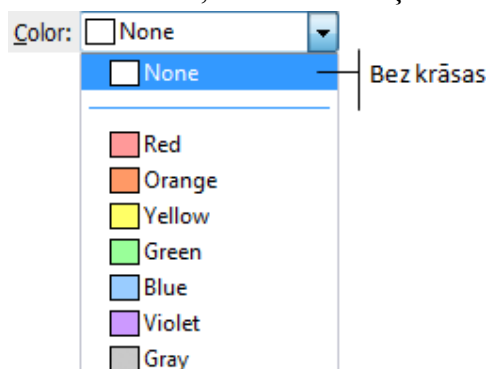 Color: None
None Bez krāsas
Red
Orange
Yellow
Green
Blue
Violet
Gray